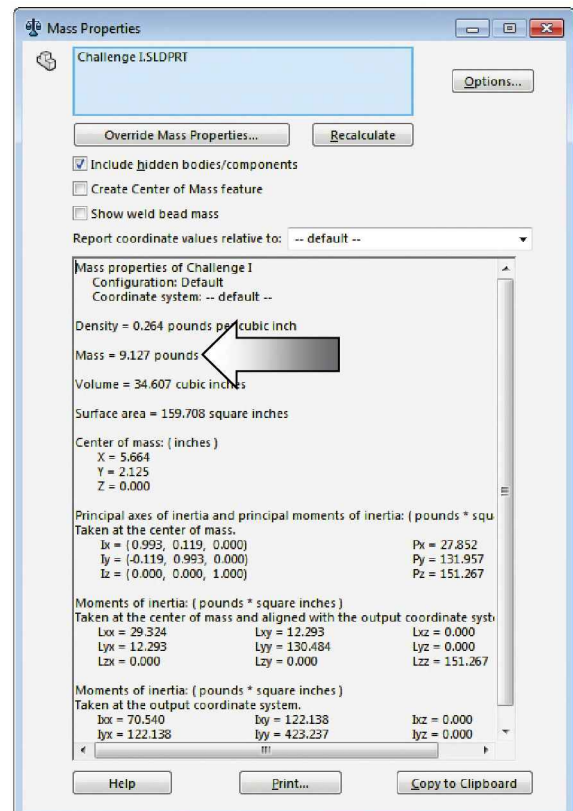 Mass Properties
Challenge I.SLDPRT
Options...
Override Mass Properties...
Recalculate
Include hidden bodies/components
Create Center of Mass feature
Show weld bead mass
Report coordinate values relative to: -- default --
Mass properties of Challenge I
Configuration: Default
Coordinate system: -- default --
Density = 0.264 pounds per cubic inch
Mass = 9.127 pounds
Volume = 34.607 cubic inches
Surface area = 159.708 square inches
Center of mass: ( inches )
X = 5.664
Y = 2.125
Z = 0.000
Principal axes of inertia and principal moments of inertia: ( pounds * squ
Taken at the center of mass.
Ix = ( 0.993, 0.119, 0.000) Px = 27.852
Iy = (-0.119, 0.993, 0.000) Py = 131.957
Iz = ( 0.000, 0.000, 1.000) Pz = 151.267
Moments of inertia: ( pounds * square inches )
Taken at the center of mass and aligned with the output coordinate syst
Lxx = 29.324 Lxy = 12.293 Lxz = 0.000
Lyx = 12.293 Lyy = 130.484 Lyz = 0.000
Lzx = 0.000 Lzy = 0.000 Lzz = 151.267
Moments of inertia: ( pounds * square inches )
Taken at the output coordinate system.
Ixx = 70.540 Ixy = 122.138 Ixz = 0.000
Iyx = 122.138 Iyy = 423.237 Iyz = 0.000
Help
Print...
Copy to Clipboard